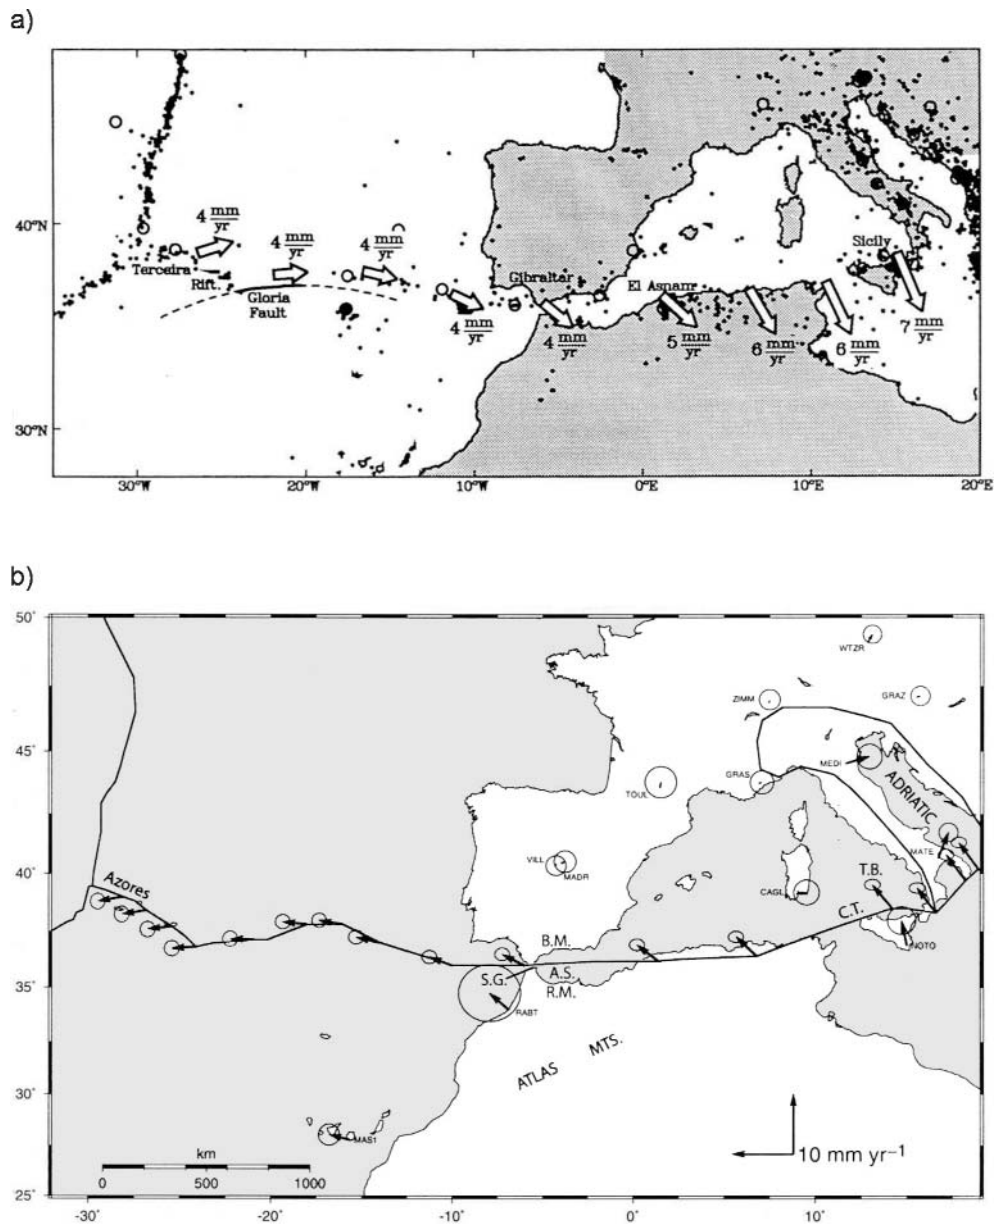 a)
40°N
30°N
30°W
20°W
10°W
0°E
10°E
20°E
4 mm/yr
4 mm/yr
4 mm/yr
Terceira
Rift.
Gloria
Fault
Gibraltar
El Asnam
Sicily
4 mm/yr
4 mm/yr
5 mm/yr
6 mm/yr
6 mm/yr
7 mm/yr
b)
50°
45°
40°
35°
30°
25°
-30°
-20°
-10°
0°
10°
WTZR
ZIMM
GRAZ
MEDI
GRAS
TOUL
ADRIATIC
VILL
MADR
MATE
Azores
CAGL
T.B.
C.T.
NOTO
B.M.
S.G.
A.S.
R.M.
RABT
ATLAS MTS.
MAS1
km
0 500 1000
10 mm yr⁻¹